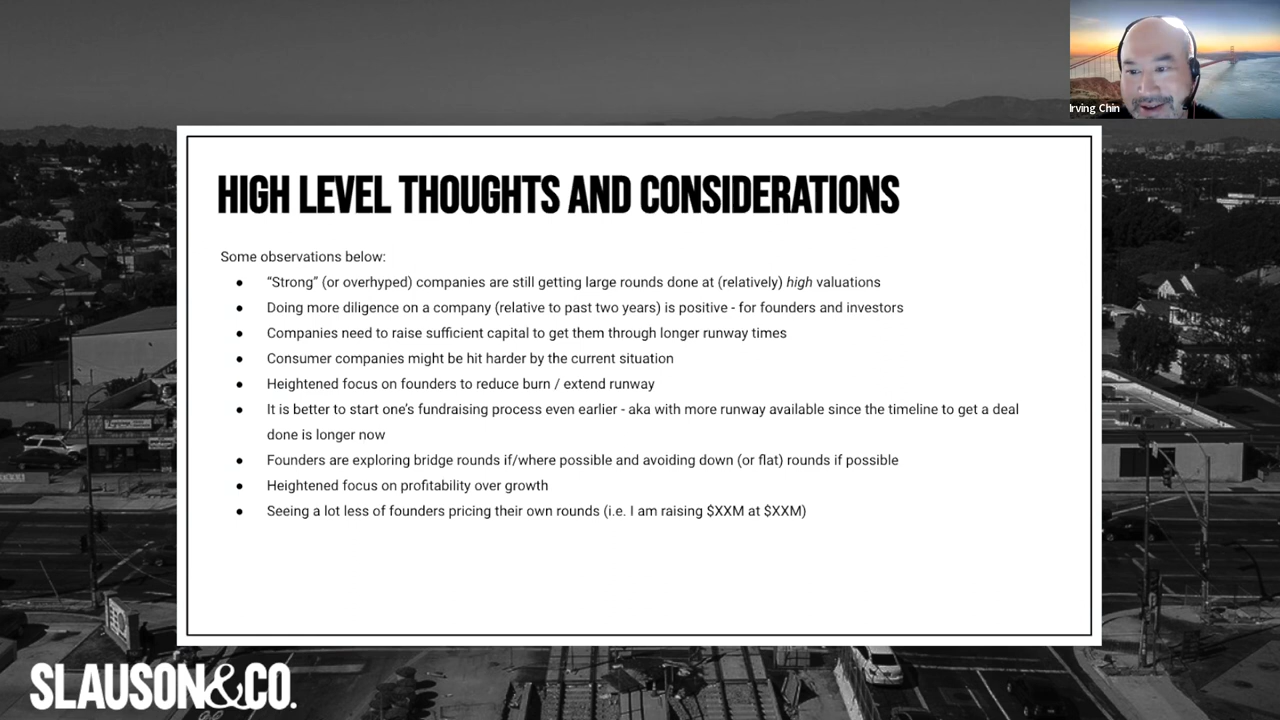 Irving Chin
HIGH LEVEL THOUGHTS AND CONSIDERATIONS
Some observations below:
● “Strong” (or overhyped) companies are still getting large rounds done at (relatively) high valuations
● Doing more diligence on a company (relative to past two years) is positive - for founders and investors
● Companies need to raise sufficient capital to get them through longer runway times
● Consumer companies might be hit harder by the current situation
● Heightened focus on founders to reduce burn / extend runway
● It is better to start one's fundraising process even earlier - aka with more runway available since the timeline to get a deal
done is longer now
● Founders are exploring bridge rounds if/where possible and avoiding down (or flat) rounds if possible
● Heightened focus on profitability over growth
● Seeing a lot less of founders pricing their own rounds (i.e. I am raising $XXM at $XXM)
SLAUSON&CO.